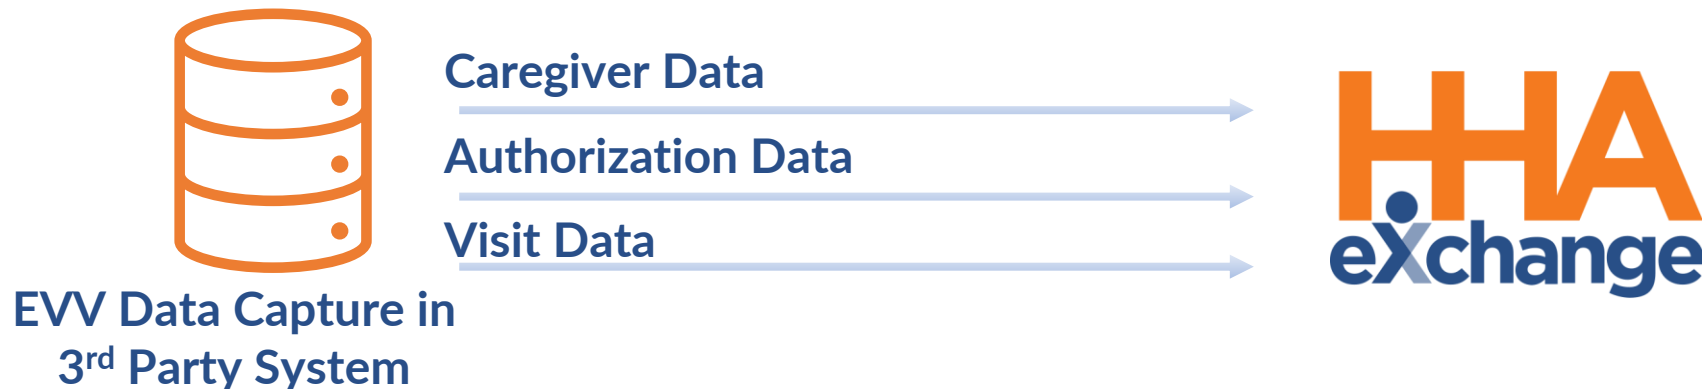 Caregiver Data
Authorization Data
Visit Data
EVV Data Capture in
3rd Party System
HHA
eXchange